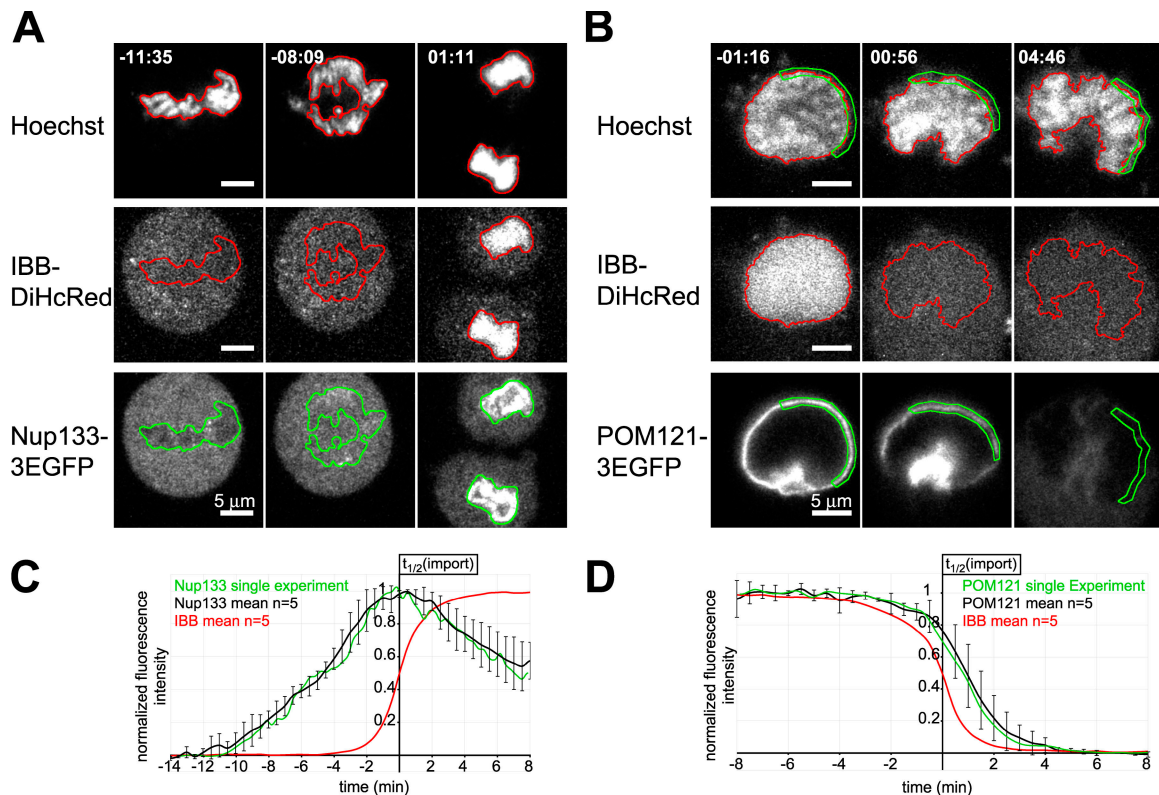 A
B
-11:35
-08:09
01:11
-01:16
00:56
04:46
Hoechst
Hoechst
IBB-
DiHcRed
IBB-
DiHcRed
Nup133-
3EGFP
5 µm
POM121-
3EGFP
5 µm
C
t1/2(import)
Nup133 single experiment
Nup133 mean n=5
IBB mean n=5
normalized fluorescence
intensity
1
0.8
0.6
0.4
0.2
-14 -12 -10 -8 -6 -4 -2 0 2 4 6 8
time (min)
D
t1/2(import)
POM121 single Experiment
POM121 mean n=5
IBB mean n=5
normalized fluorescence
intensity
1
0.8
0.6
0.4
0.2
-8 -6 -4 -2 0 2 4 6 8
time (min)